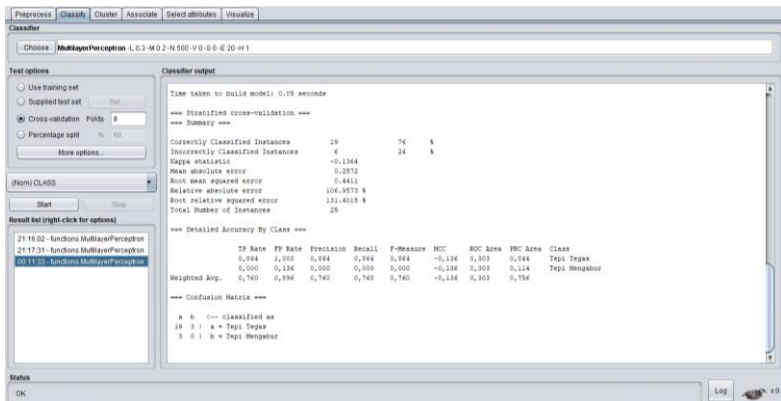 Preprocess Classify Cluster Associate Select attributes Visualize
Classifier
Choose MultilayerPerceptron -L 0.3 -M 0.2 -N 500 -V 0 -S 0 -E 20 -H 1
Test options
Use training set
Supplied test set Set...
Cross-validation Folds 8
Percentage split % 60
More options...
(Nom) CLASS
Start Stop
Result list (right-click for options)
21:16:02 - functions.MultilayerPerceptron
21:17:31 - functions.MultilayerPerceptron
00:11:33 - functions.MultilayerPerceptron
Classifier output
Time taken to build model: 0.05 seconds
=== Stratified cross-validation ===
=== Summary ===
Correctly Classified Instances 19 76 %
Incorrectly Classified Instances 6 24 %
Kappa statistic -0.1364
Mean absolute error 0.2572
Root mean squared error 0.4411
Relative absolute error 106.9573 %
Root relative squared error 131.4015 %
Total Number of Instances 25
=== Detailed Accuracy By Class ===
TP Rate FP Rate Precision Recall F-Measure MCC ROC Area PRC Area Class
0,864 1,000 0,864 0,864 0,864 -0,136 0,303 0,844 Tepi Tegas
0,000 0,136 0,000 0,000 0,000 -0,136 0,303 0,114 Tepi Mengabur
Weighted Avg. 0,760 0,896 0,760 0,760 0,760 -0,136 0,303 0,756
=== Confusion Matrix ===
a b <-- classified as
19 3 | a = Tepi Tegas
3 0 | b = Tepi Mengabur
Status
OK
Log x 0